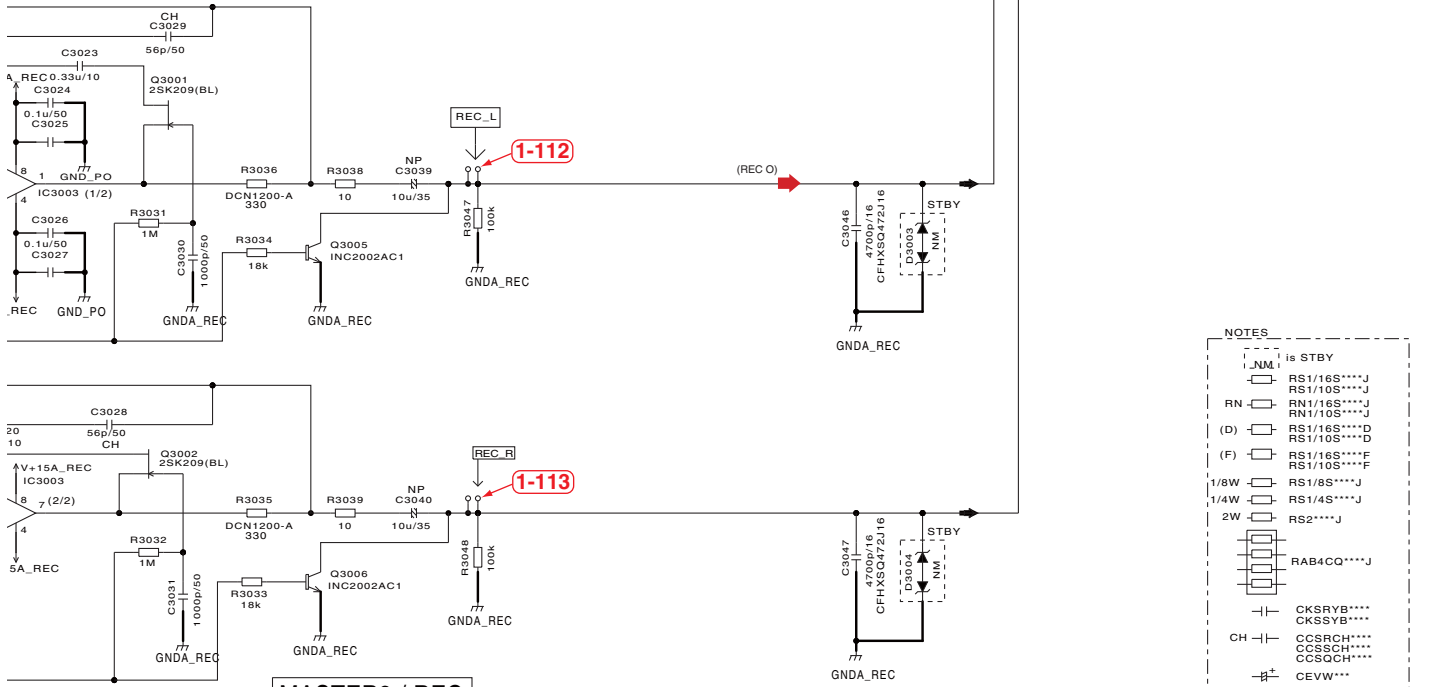 CH
C3029
56p/50
C3023
A_REC 0.33u/10
C3024
0.1u/50
C3025
Q3001
2SK209(BL)
REC_L
1-112
8
1
GND_PO
IC3003 (1/2)
4
R3036
DCN1200-A
330
R3038
10
NP
C3039
10u/35
(REC O)
R3047
100k
GNDA_REC
C3046
4700p/16
CFHXSQ472J16
STBY
D3003
NM
C3026
0.1u/50
C3027
R3031
1M
C3030
1000p/50
R3034
18k
Q3005
INC2002AC1
_REC
GND_PO
GNDA_REC
GNDA_REC
GNDA_REC
C3028
56p/50
CH
20
10
Q3002
2SK209(BL)
REC_R
1-113
V+15A_REC
IC3003
8
7
(2/2)
4
5A_REC
R3035
DCN1200-A
330
R3039
10
NP
C3040
10u/35
R3048
100k
GNDA_REC
C3047
4700p/16
CFHXSQ472J16
STBY
D3004
NM
R3032
1M
C3031
1000p/50
R3033
18k
Q3006
INC2002AC1
GNDA_REC
GNDA_REC
GNDA_REC
NOTES
NM
is STBY
RS1/16S****J
RS1/10S****J
RN
RN1/16S****J
RN1/10S****J
(D)
RS1/16S****D
RS1/10S****D
(F)
RS1/16S****F
RS1/10S****F
1/8W
RS1/8S****J
1/4W
RS1/4S****J
2W
RS2****J
RAB4CQ****J
CKSRYB****
CKSSYB****
CH
CCSRCH****
CCSSCH****
CCSQCH****
+
CEVW***